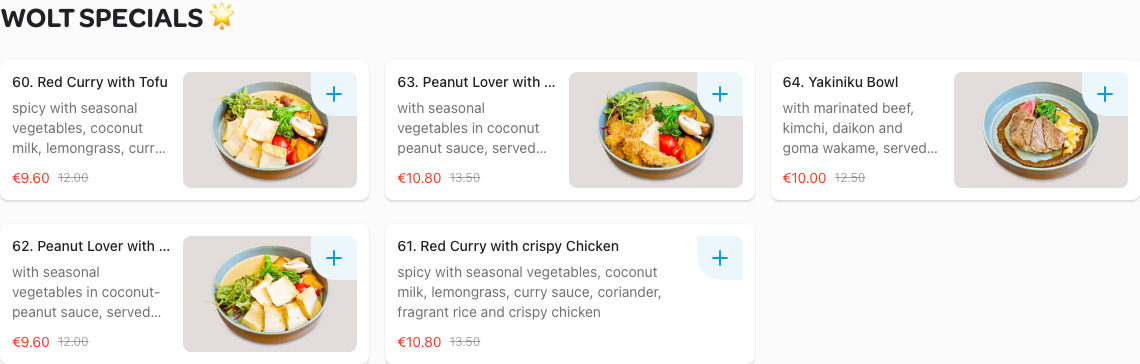 WOLT SPECIALS 🌟
60. Red Curry with Tofu
spicy with seasonal
vegetables, coconut
milk, lemongrass, curr...
€9.60 12.00
63. Peanut Lover with ...
with seasonal
vegetables in coconut
peanut sauce, served...
€10.80 13.50
64. Yakiniku Bowl
with marinated beef,
kimchi, daikon and
goma wakame, served...
€10.00 12.50
62. Peanut Lover with ...
with seasonal
vegetables in coconut-
peanut sauce, served...
€9.60 12.00
61. Red Curry with crispy Chicken
spicy with seasonal vegetables, coconut
milk, lemongrass, curry sauce, coriander,
fragrant rice and crispy chicken
€10.80 13.50